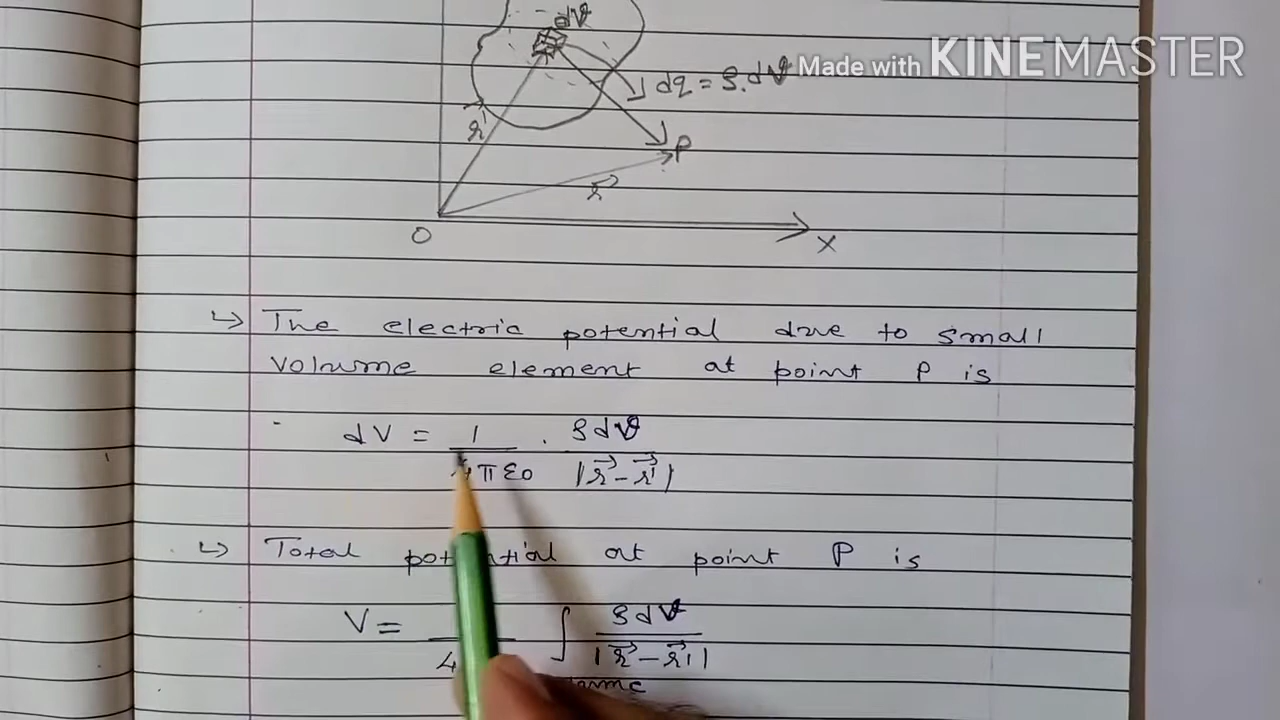 dV
Made with KINEMASTER
dq = ρ.dV
r⃗'
P
r⃗
O
X
↳ The electric potential due to small
volume element at point P is
dV = 1 / 4πε0 . ρdV / |r⃗ - r⃗'|
↳ Total at point P is
V = ∫ ρdV / |r⃗ - r⃗'|